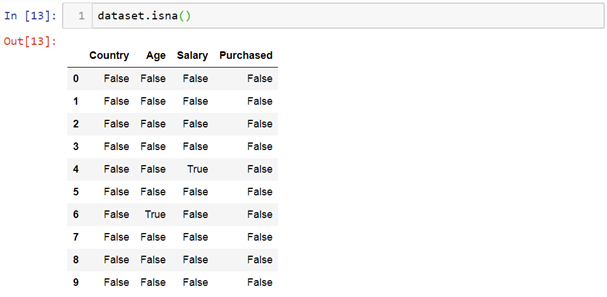 In [13]: 1 dataset.isna()
Out[13]:
Country Age Salary Purchased
0 False False False False
1 False False False False
2 False False False False
3 False False False False
4 False False True False
5 False False False False
6 False True False False
7 False False False False
8 False False False False
9 False False False False